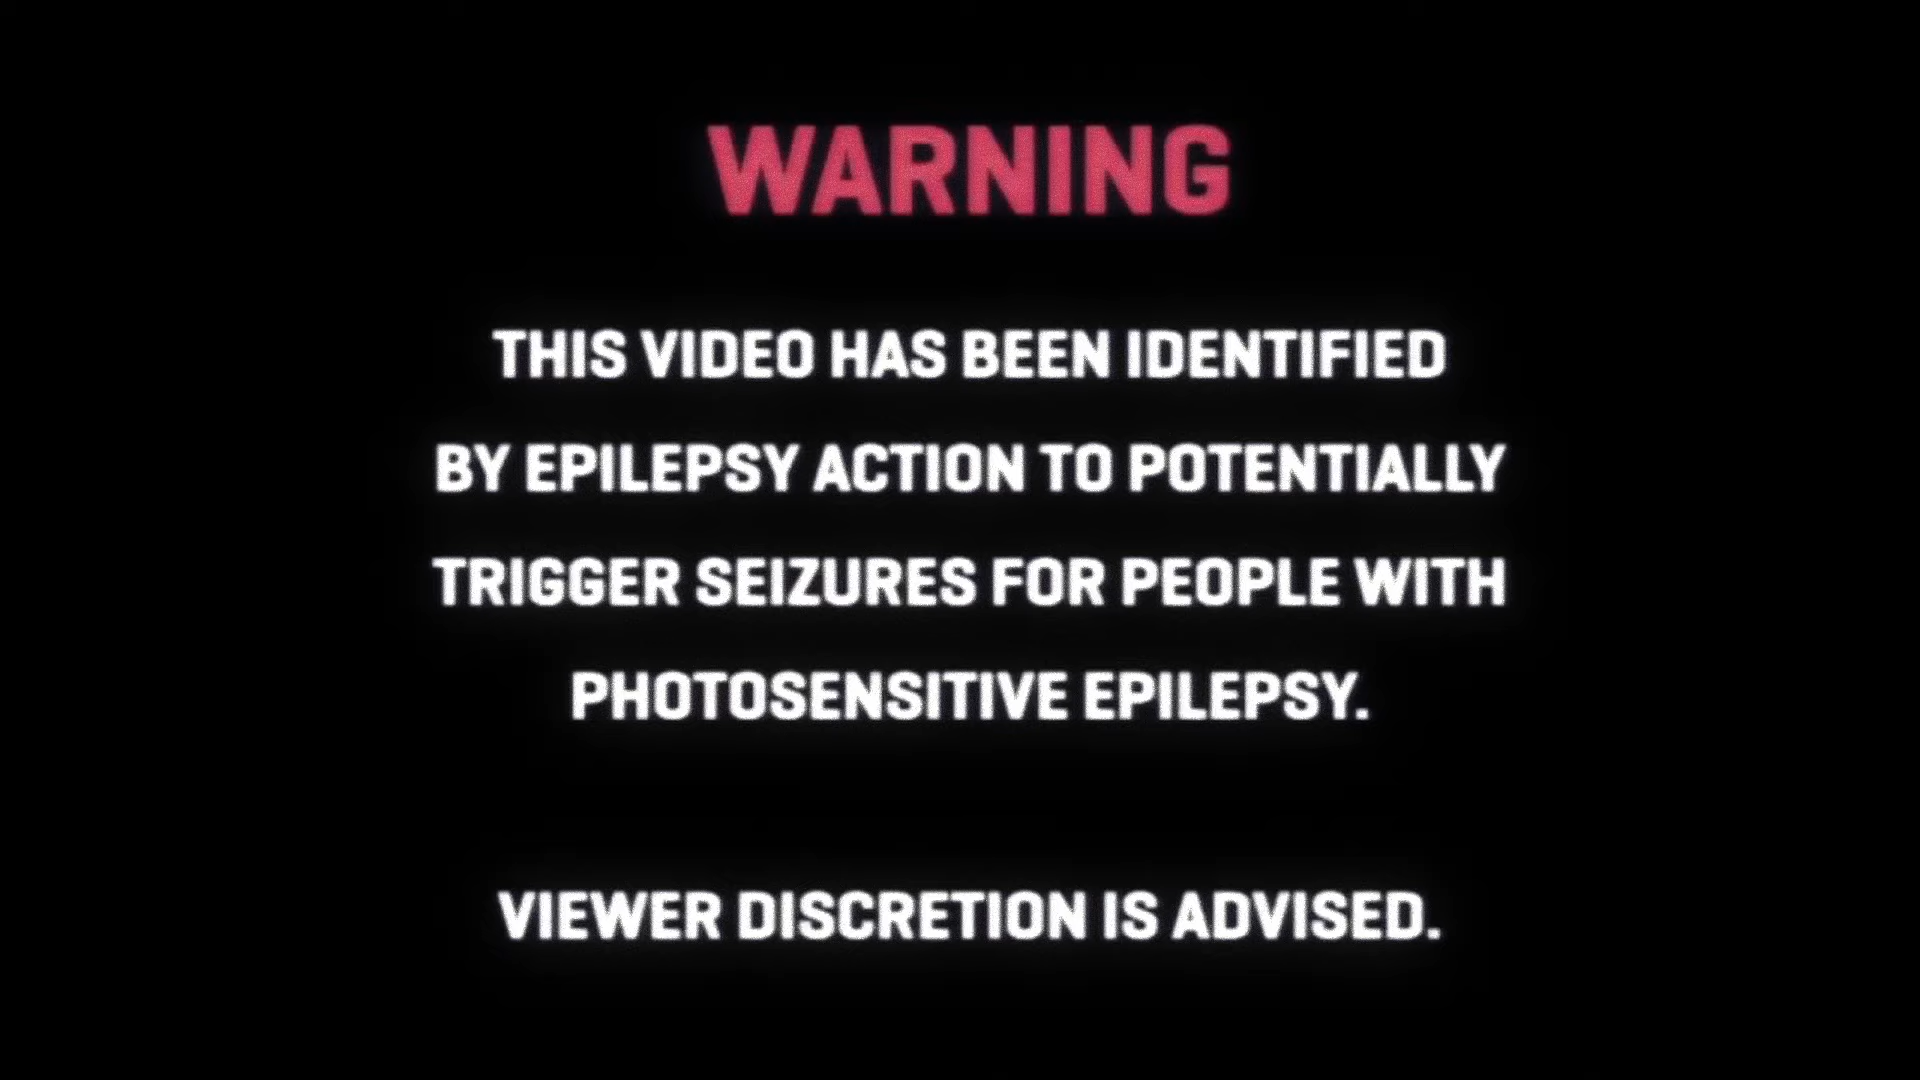 WARNING
THIS VIDEO HAS BEEN IDENTIFIED
BY EPILEPSY ACTION TO POTENTIALLY
TRIGGER SEIZURES FOR PEOPLE WITH
PHOTOSENSITIVE EPILEPSY.
VIEWER DISCRETION IS ADVISED.